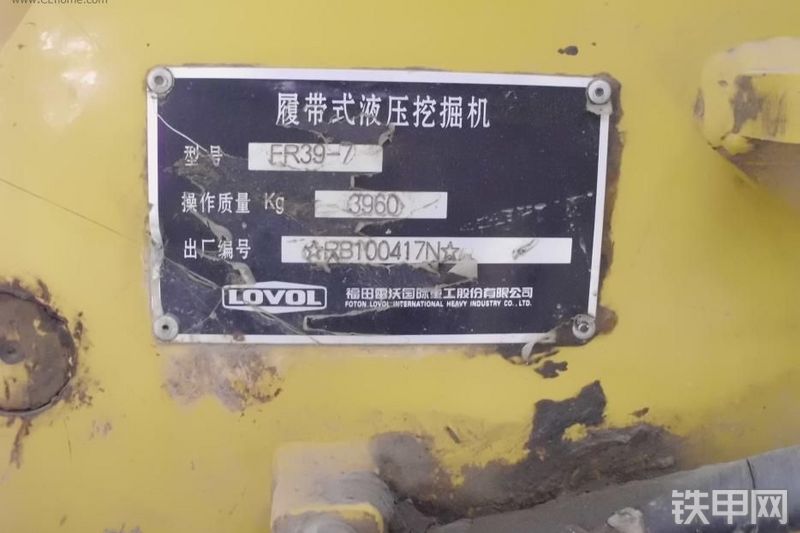 履带式液压挖掘机
型号 FR39-7
操作质量 Kg 3960
出厂编号 ☆RB100417N☆
LOVOL 福田雷沃国际重工股份有限公司
FOTON LOVOL INTERNATIONAL HEAVY INDUSTRY CO., LTD.
铁甲网